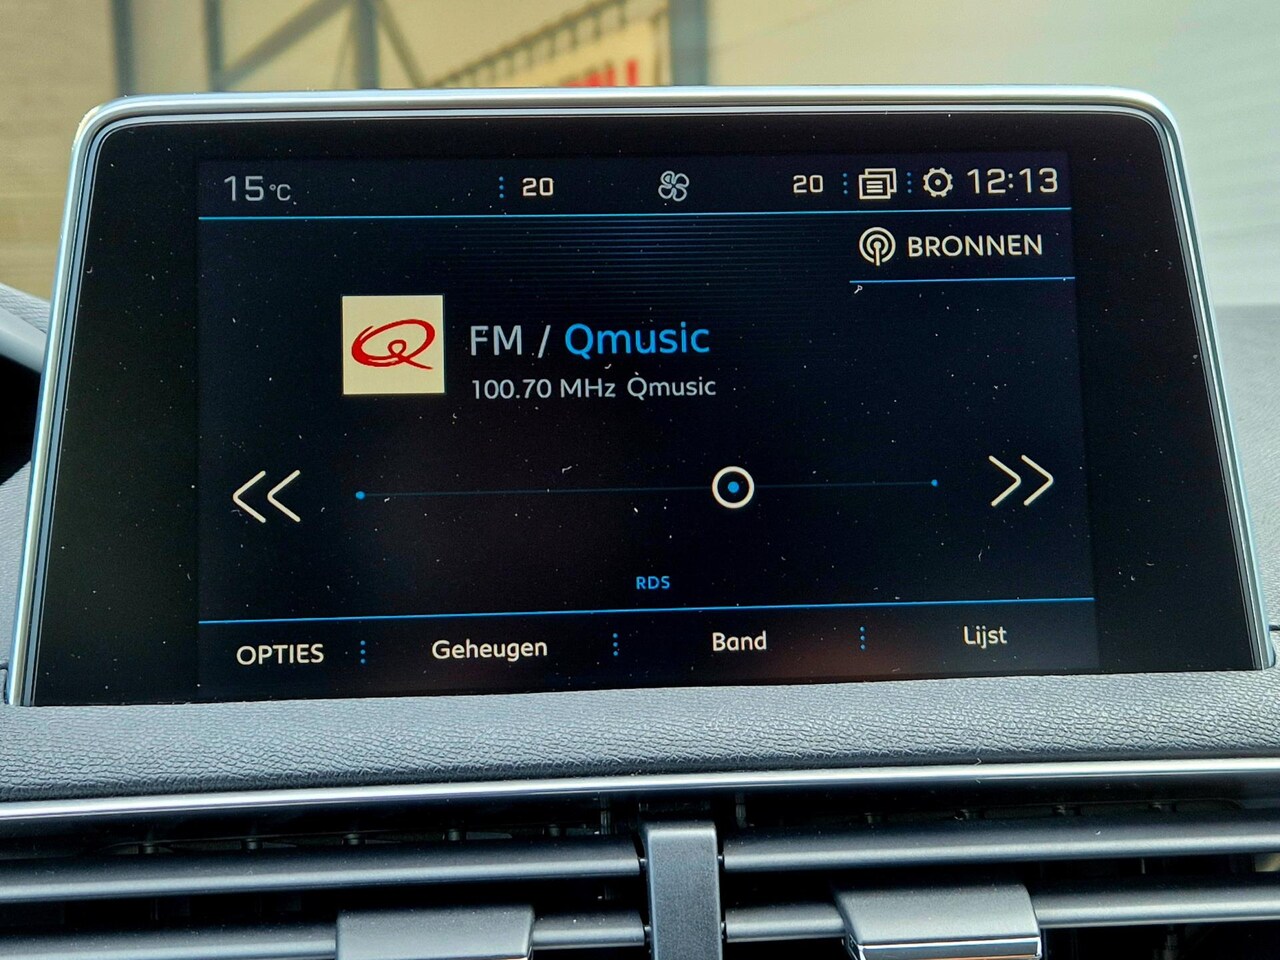 15°C 20 20 12:13
BRONNEN
FM / Qmusic
100.70 MHz Qmusic
RDS
OPTIES Geheugen Band Lijst